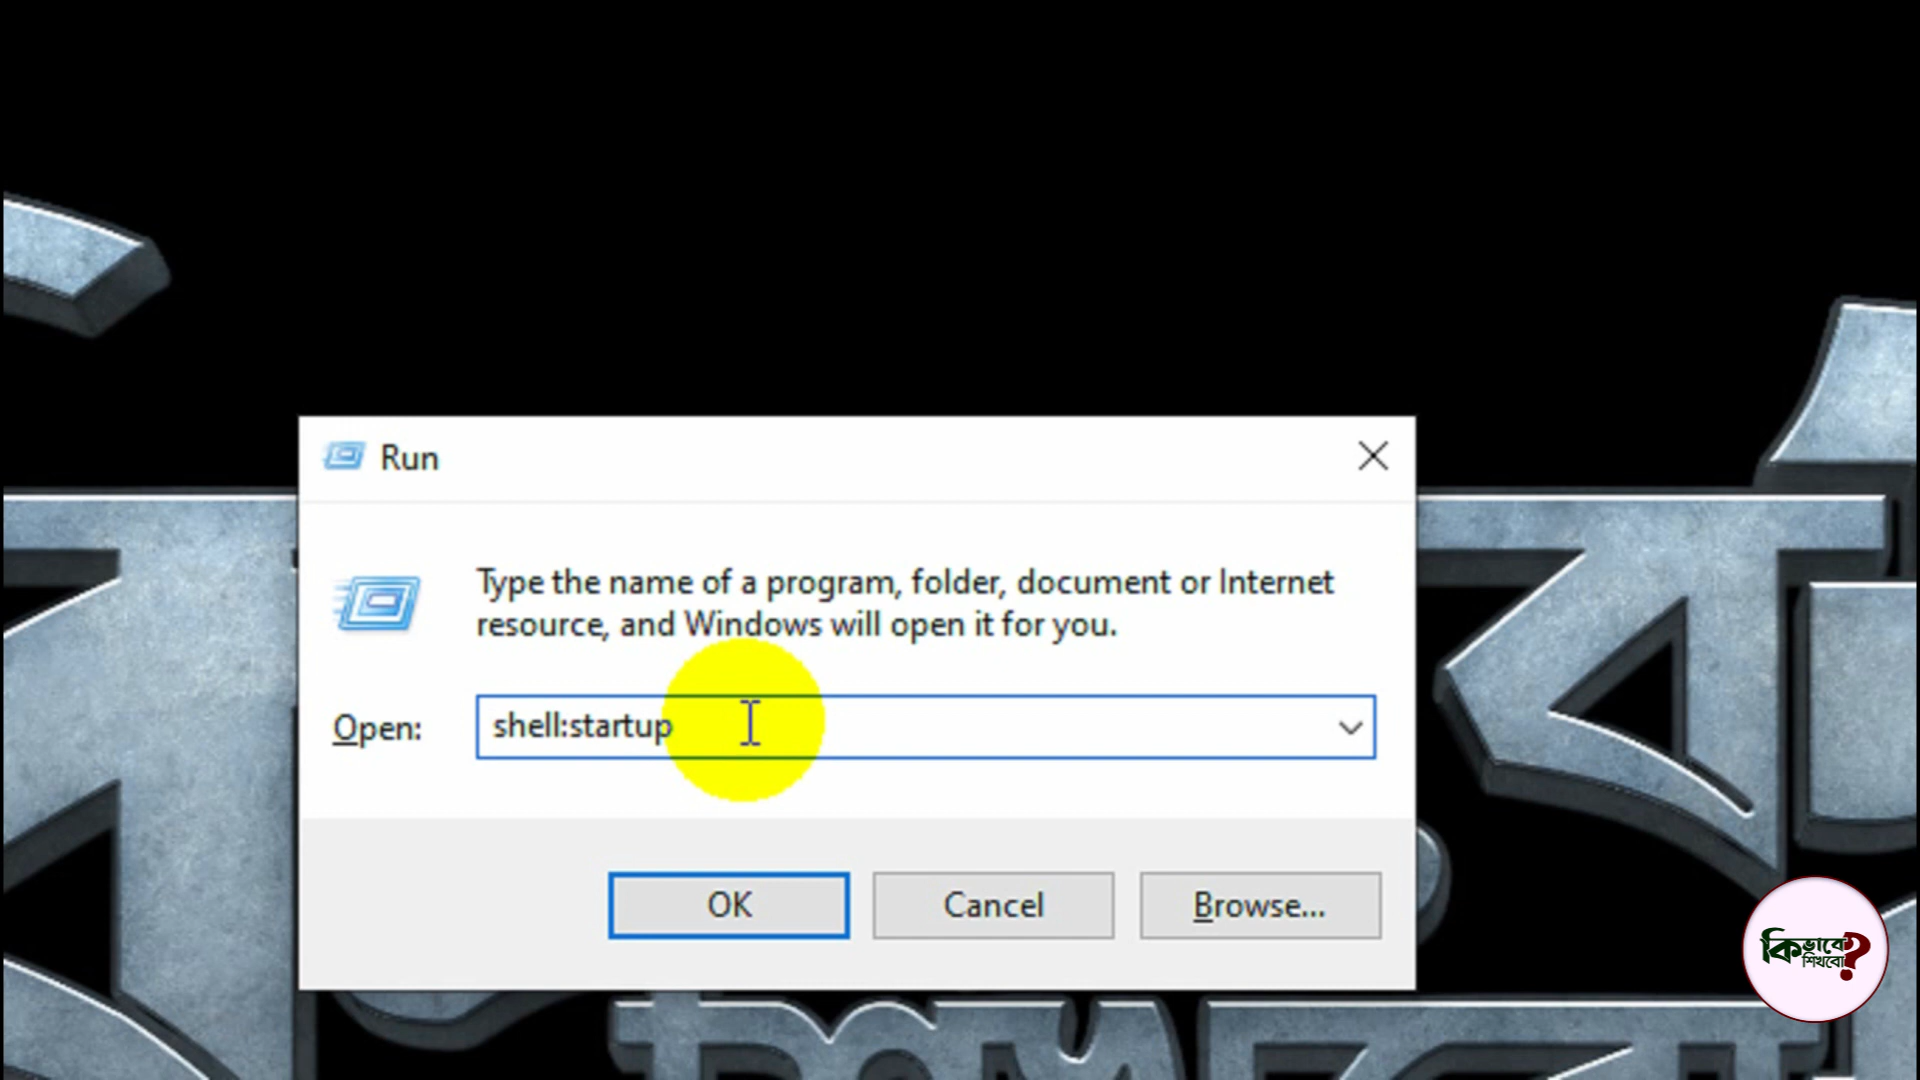 Run
Type the name of a program, folder, document or Internet
resource, and Windows will open it for you.
Open: shell:startup
OK Cancel Browse...
কিভাবে
শিখবো?